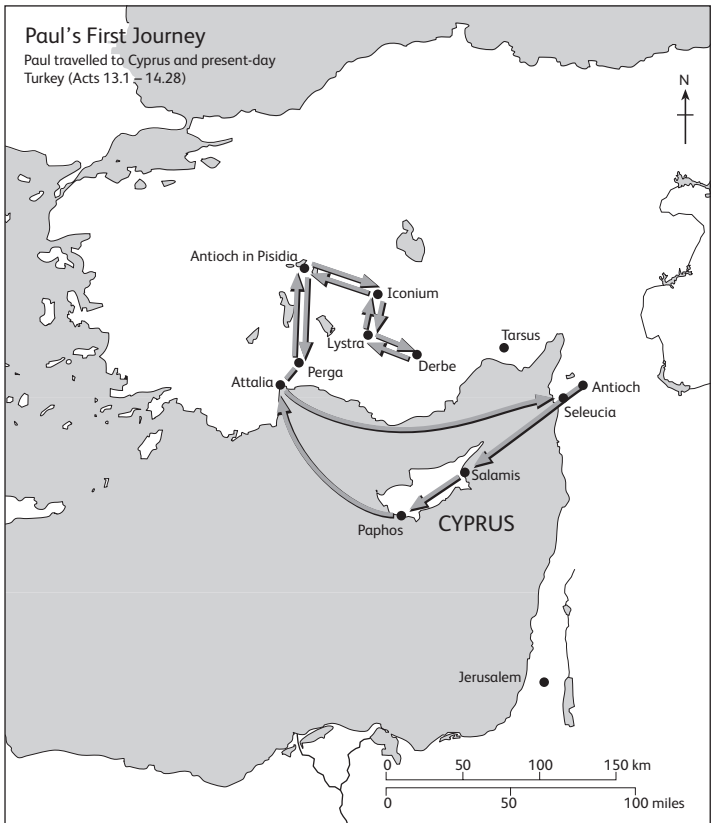 Paul's First Journey
Paul travelled to Cyprus and present-day
Turkey (Acts 13.1 – 14.28)
N
Antioch in Pisidia
Iconium
Lystra
Derbe
Tarsus
Perga
Attalia
Antioch
Seleucia
Salamis
Paphos
CYPRUS
Jerusalem
0 50 100 150 km
0 50 100 miles